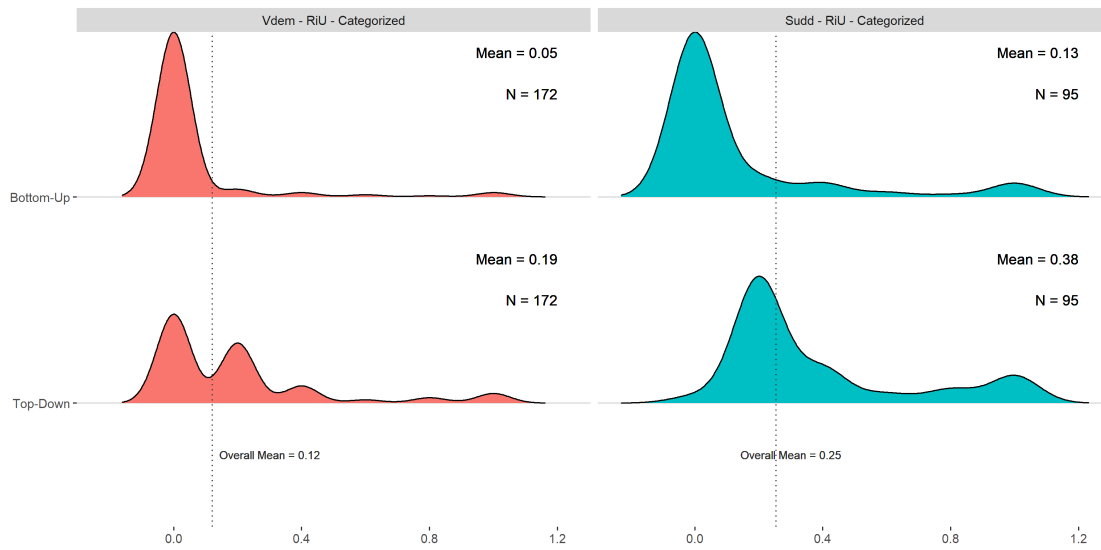 Vdem - RiU - Categorized
Sudd - RiU - Categorized
Mean = 0.05
N = 172
Mean = 0.13
N = 95
Bottom-Up
Mean = 0.19
N = 172
Mean = 0.38
N = 95
Top-Down
Overall Mean = 0.12
Overall Mean = 0.25
0.0 0.4 0.8 1.2
0.0 0.4 0.8 1.2